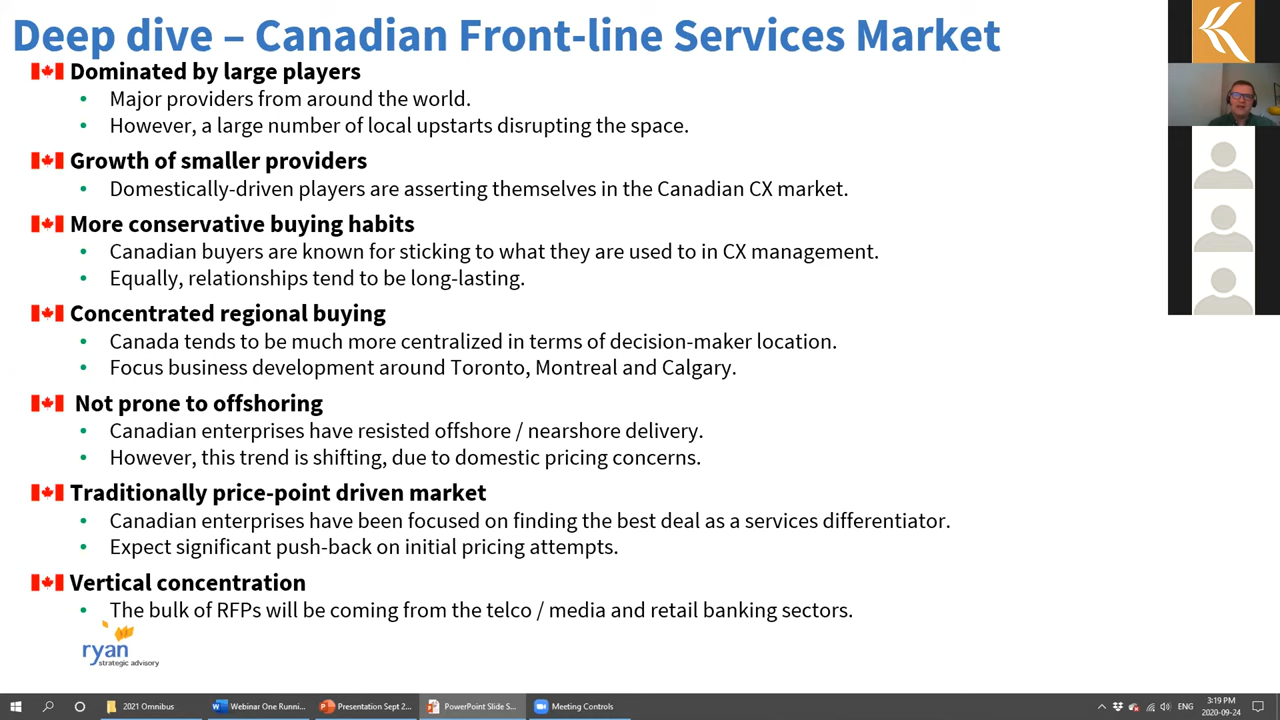 Deep dive – Canadian Front-line Services Market
Dominated by large players
• Major providers from around the world.
• However, a large number of local upstarts disrupting the space.
Growth of smaller providers
• Domestically-driven players are asserting themselves in the Canadian CX market.
More conservative buying habits
• Canadian buyers are known for sticking to what they are used to in CX management.
• Equally, relationships tend to be long-lasting.
Concentrated regional buying
• Canada tends to be much more centralized in terms of decision-maker location.
• Focus business development around Toronto, Montreal and Calgary.
Not prone to offshoring
• Canadian enterprises have resisted offshore / nearshore delivery.
• However, this trend is shifting, due to domestic pricing concerns.
Traditionally price-point driven market
• Canadian enterprises have been focused on finding the best deal as a services differentiator.
• Expect significant push-back on initial pricing attempts.
Vertical concentration
• The bulk of RFPs will be coming from the telco / media and retail banking sectors.
ryan
strategic advisory
2021 Omnibus
Webinar One Runni...
Presentation Sept 2...
PowerPoint Slide S...
Meeting Controls
ENG
3:19 PM
2020-09-24